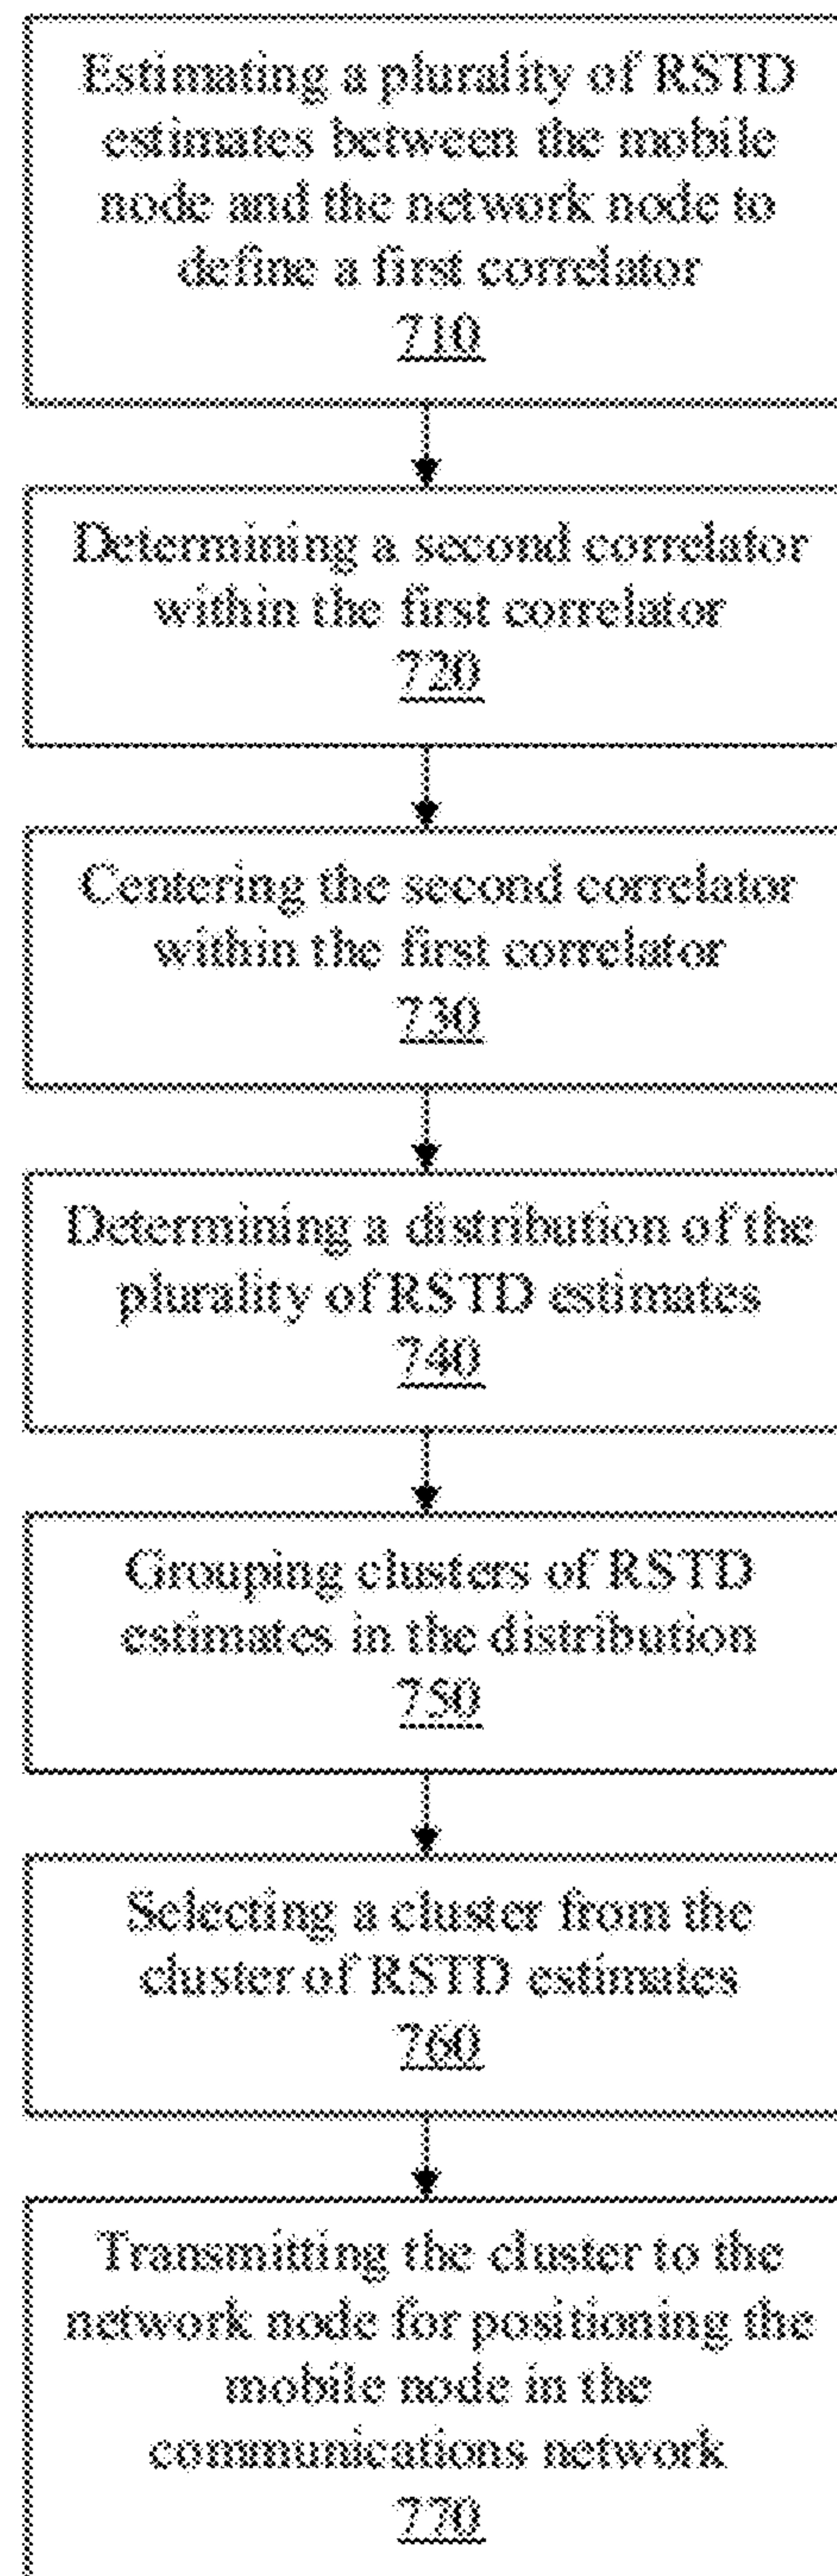 Estimating a plurality of RSTD
estimates between the mobile
node and the network node to
define a first correlator
710
Determining a second correlator
within the first correlator
720
Centering the second correlator
within the first correlator
730
Determining a distribution of the
plurality of RSTD estimates
740
Grouping clusters of RSTD
estimates in the distribution
750
Selecting a cluster from the
cluster of RSTD estimates
760
Transmitting the cluster to the
network node for positioning the
mobile node in the
communications network
770